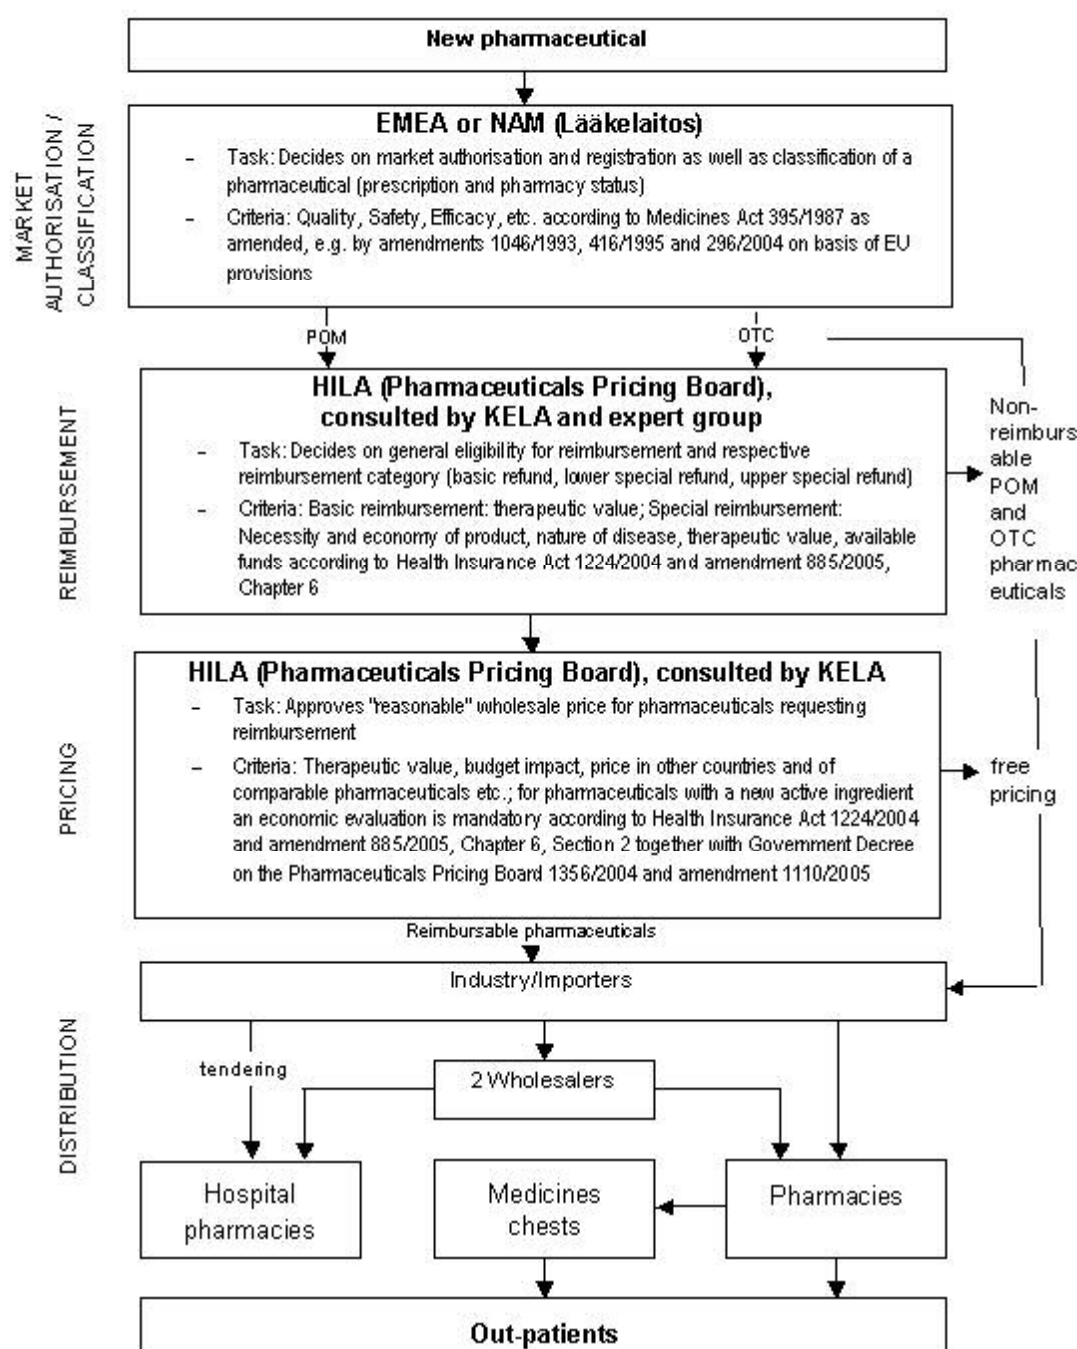 New pharmaceutical
MARKET
AUTHORISATION /
CLASSIFICATION
EMEA or NAM (Lääkelaitos)
- Task: Decides on market authorisation and registration as well as classification of a
pharmaceutical (prescription and pharmacy status)
- Criteria: Quality, Safety, Efficacy, etc. according to Medicines Act 395/1987 as
amended, e.g. by amendments 1046/1993, 416/1995 and 296/2004 on basis of EU
provisions
POM
OTC
REIMBURSEMENT
HILA (Pharmaceuticals Pricing Board),
consulted by KELA and expert group
- Task: Decides on general eligibility for reimbursement and respective
reimbursement category (basic refund, lower special refund, upper special refund)
- Criteria: Basic reimbursement: therapeutic value; Special reimbursement:
Necessity and economy of product, nature of disease, therapeutic value, available
funds according to Health Insurance Act 1224/2004 and amendment 885/2005,
Chapter 6
Non-
reimburs
able
POM
and
OTC
pharmac
euticals
PRICING
HILA (Pharmaceuticals Pricing Board), consulted by KELA
- Task: Approves "reasonable" wholesale price for pharmaceuticals requesting
reimbursement
- Criteria: Therapeutic value, budget impact, price in other countries and of
comparable pharmaceuticals etc.; for pharmaceuticals with a new active ingredient
an economic evaluation is mandatory according to Health Insurance Act 1224/2004
and amendment 885/2005, Chapter 6, Section 2 together with Government Decree
on the Pharmaceuticals Pricing Board 1356/2004 and amendment 1110/2005
free
pricing
Reimbursable pharmaceuticals
DISTRIBUTION
Industry/Importers
tendering
2 Wholesalers
Hospital
pharmacies
Medicines
chests
Pharmacies
Out-patients